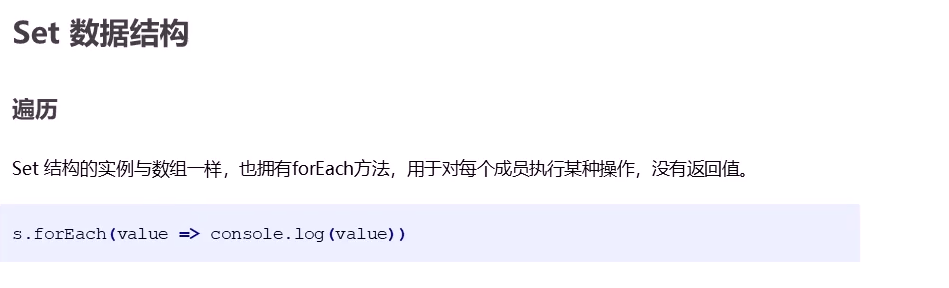 Set 数据结构
遍历
Set 结构的实例与数组一样，也拥有forEach方法，用于对每个成员执行某种操作，没有返回值。
s.forEach(value => console.log(value))